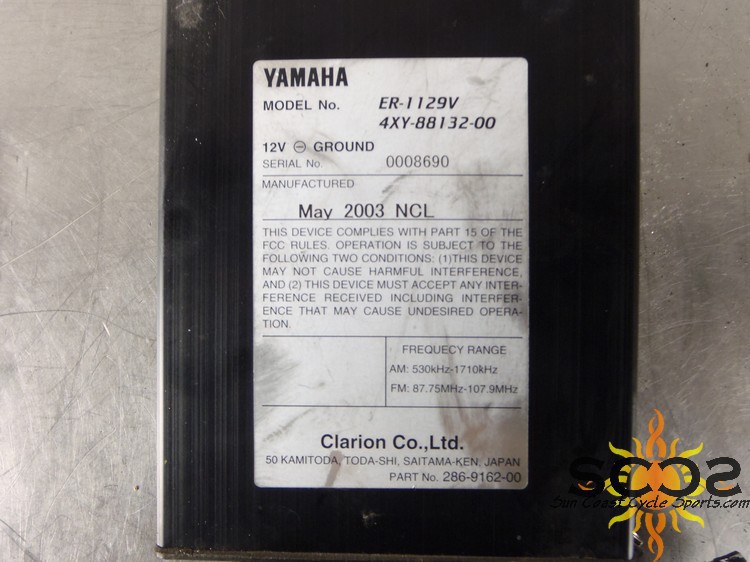 YAMAHA
MODEL No. ER-1129V
4XY-88132-00
12V ⊖ GROUND
SERIAL No. 0008690
MANUFACTURED
May 2003 NCL
THIS DEVICE COMPLIES WITH PART 15 OF THE
FCC RULES. OPERATION IS SUBJECT TO THE
FOLLOWING TWO CONDITIONS: (1)THIS DEVICE
MAY NOT CAUSE HARMFUL INTERFERENCE,
AND (2) THIS DEVICE MUST ACCEPT ANY INTER-
FERENCE RECEIVED INCLUDING INTERFER-
ENCE THAT MAY CAUSE UNDESIRED OPERA-
TION.
FREQUECY RANGE
AM: 530kHz-1710kHz
FM: 87.75MHz-107.9MHz
Clarion Co.,Ltd.
50 KAMITODA, TODA-SHI, SAITAMA-KEN, JAPAN
PART No. 286-9162-00
SCCS
Sun Coast Cycle Sports.com